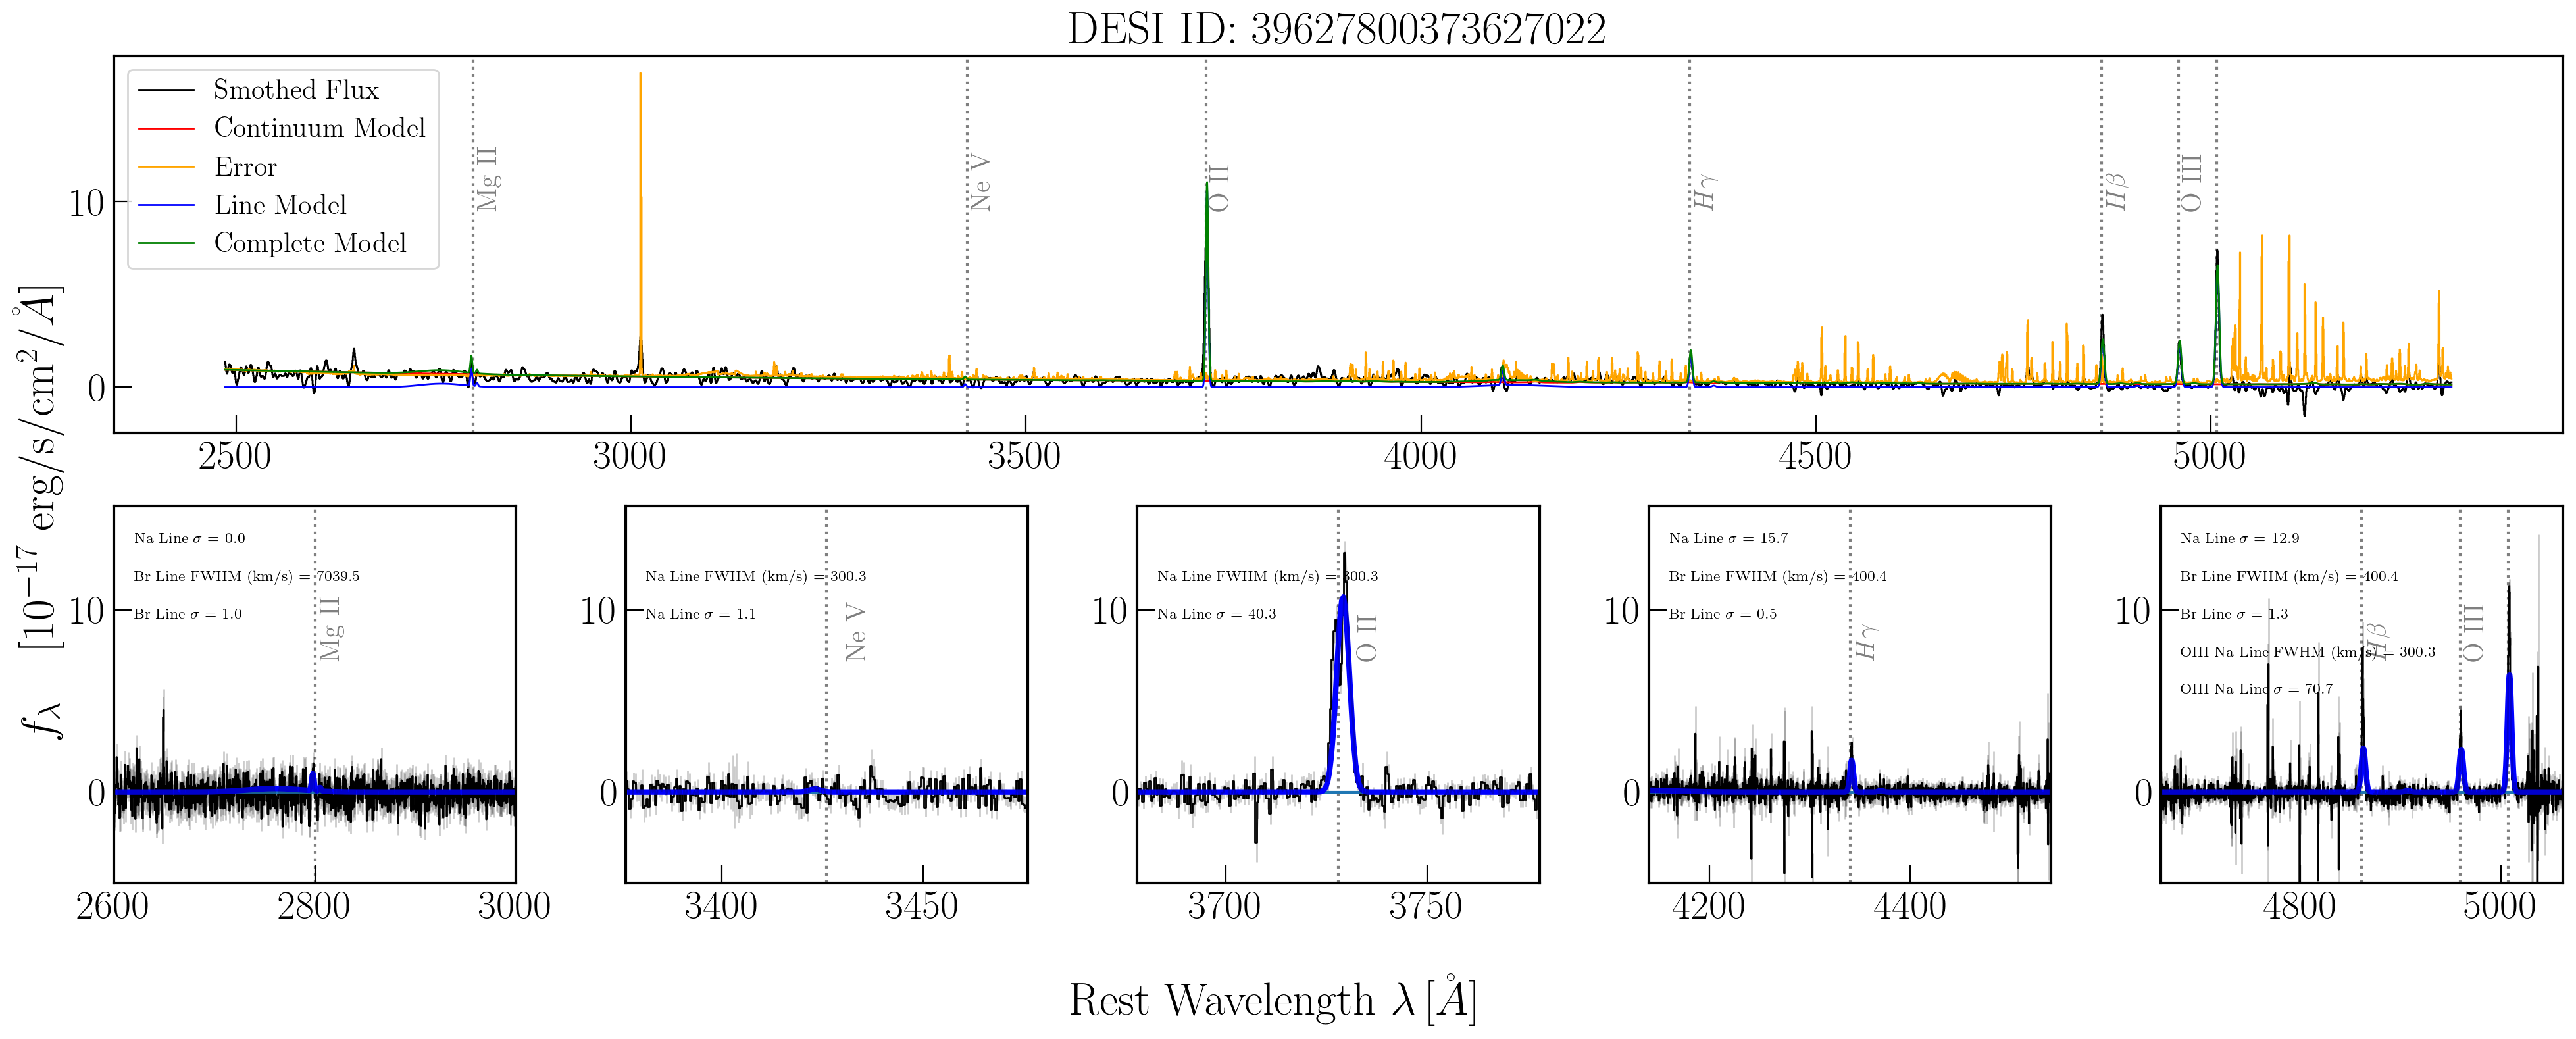 DESI ID: 39627800373627022
Smothed Flux
Continuum Model
Error
Line Model
Complete Model
Mg II
Ne V
O II
Hγ
Hβ
O III
10
0
2500 3000 3500 4000 4500 5000
f_λ [10^{-17} erg/s/cm^2/Å]
Na Line σ = 0.0
Br Line FWHM (km/s) = 7039.5
Br Line σ = 1.0
Mg II
10
0
2600 2800 3000
Na Line FWHM (km/s) = 300.3
Na Line σ = 1.1
Ne V
10
0
3400 3450
Na Line FWHM (km/s) = 300.3
Na Line σ = 40.3
O II
10
0
3700 3750
Na Line σ = 15.7
Br Line FWHM (km/s) = 400.4
Br Line σ = 0.5
Hγ
10
0
4200 4400
Na Line σ = 12.9
Br Line FWHM (km/s) = 400.4
Br Line σ = 1.3
OIII Na Line FWHM (km/s) = 300.3
OIII Na Line σ = 70.7
Hβ
O III
10
0
4800 5000
Rest Wavelength λ [Å]